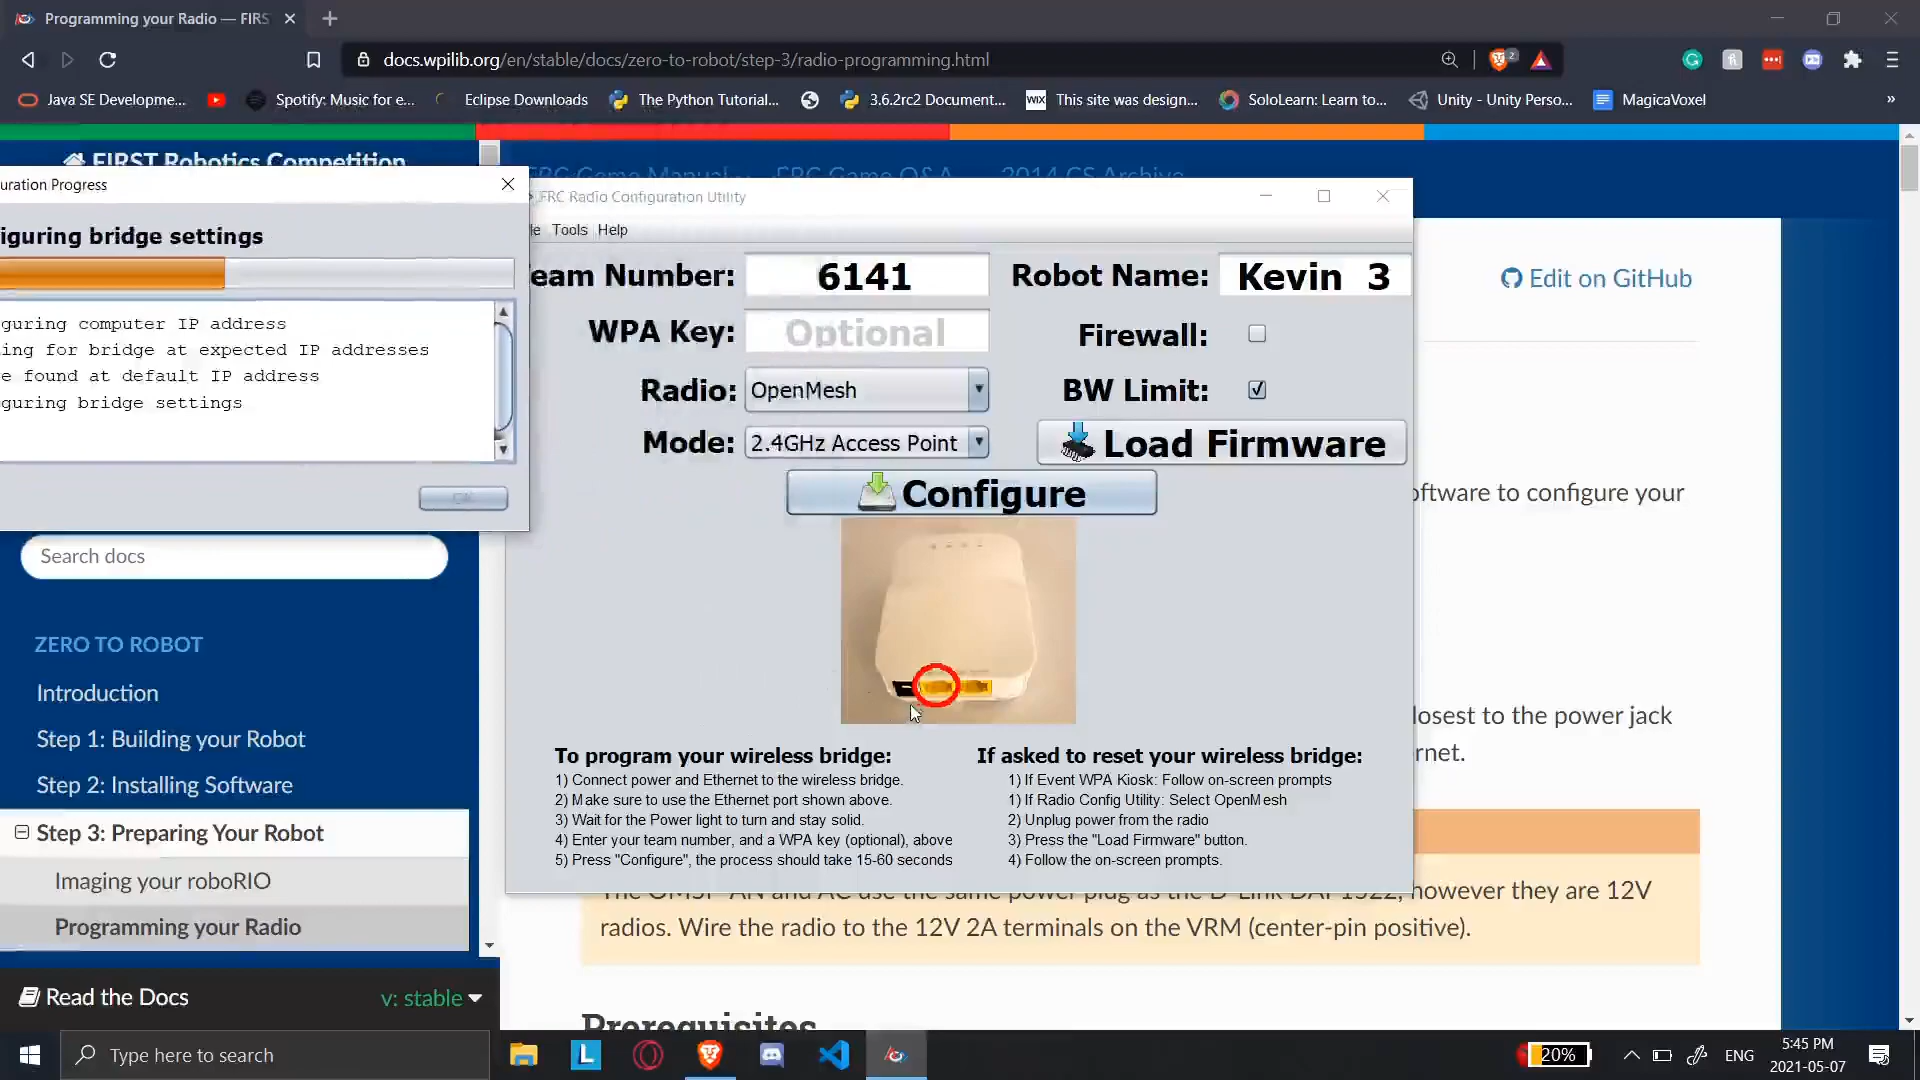 Programming your Radio — FIRS
docs.wpilib.org/en/stable/docs/zero-to-robot/step-3/radio-programming.html
2
Java SE Developme...
Spotify: Music for e...
Eclipse Downloads
The Python Tutorial...
3.6.2rc2 Document...
WIX
This site was design...
SoloLearn: Learn to...
Unity - Unity Perso...
MagicaVoxel
»
FIRST Robotics Competition
FRC Game Manual
FRC Game Q&A
2014 CS Archive
uration Progress
iguring bridge settings
guring computer IP address
ing for bridge at expected IP addresses
e found at default IP address
guring bridge settings
FRC Radio Configuration Utility
le Tools Help
eam Number: 6141
Robot Name: Kevin 3
WPA Key: Optional
Firewall:
Radio: OpenMesh
BW Limit:
Mode: 2.4GHz Access Point
Load Firmware
Configure
To program your wireless bridge:
1) Connect power and Ethernet to the wireless bridge.
2) Make sure to use the Ethernet port shown above.
3) Wait for the Power light to turn and stay solid.
4) Enter your team number, and a WPA key (optional), above
5) Press "Configure", the process should take 15-60 seconds
If asked to reset your wireless bridge:
1) If Event WPA Kiosk: Follow on-screen prompts
1) If Radio Config Utility: Select OpenMesh
2) Unplug power from the radio
3) Press the "Load Firmware" button.
4) Follow the on-screen prompts.
Edit on GitHub
oftware to configure your
losest to the power jack
rnet.
however they are 12V
radios. Wire the radio to the 12V 2A terminals on the VRM (center-pin positive).
Prerequisites
Search docs
ZERO TO ROBOT
Introduction
Step 1: Building your Robot
Step 2: Installing Software
Step 3: Preparing Your Robot
Imaging your roboRIO
Programming your Radio
Read the Docs
v: stable
Type here to search
L
20%
ENG
5:45 PM
2021-05-07